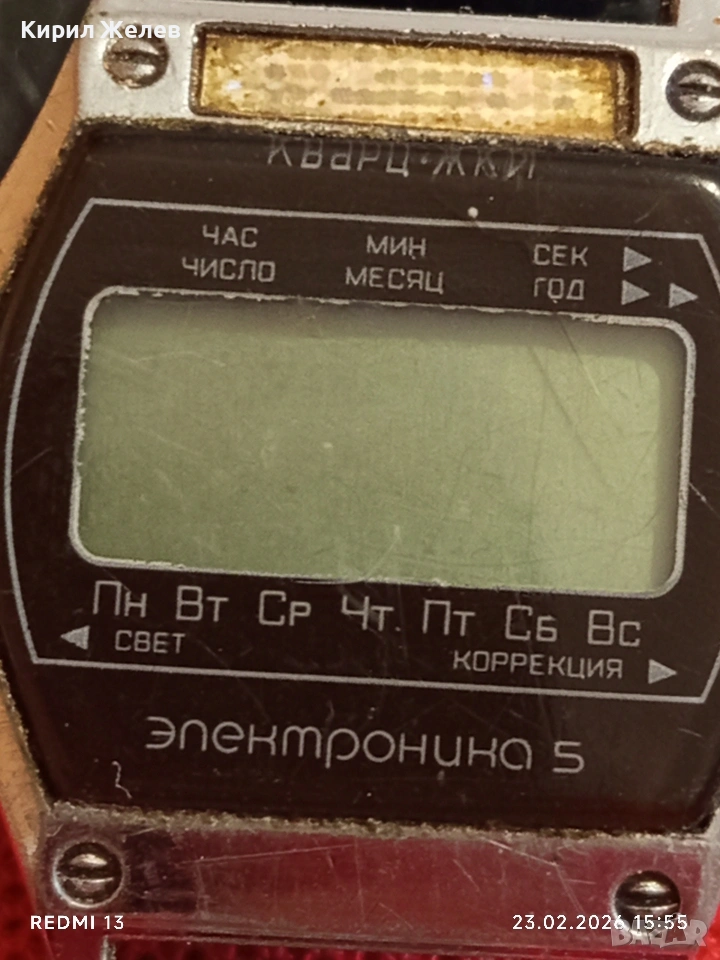 Кирил Желев
КВАРЦ·ЖКИ
ЧАС МИН СЕК
ЧИСЛО МЕСЯЦ ГОД
Пн Вт Ср Чт Пт Сб Вс
СВЕТ
КОРРЕКЦИЯ
Электроника 5
REDMI 13
23.02.2026 15:55
BAZAR